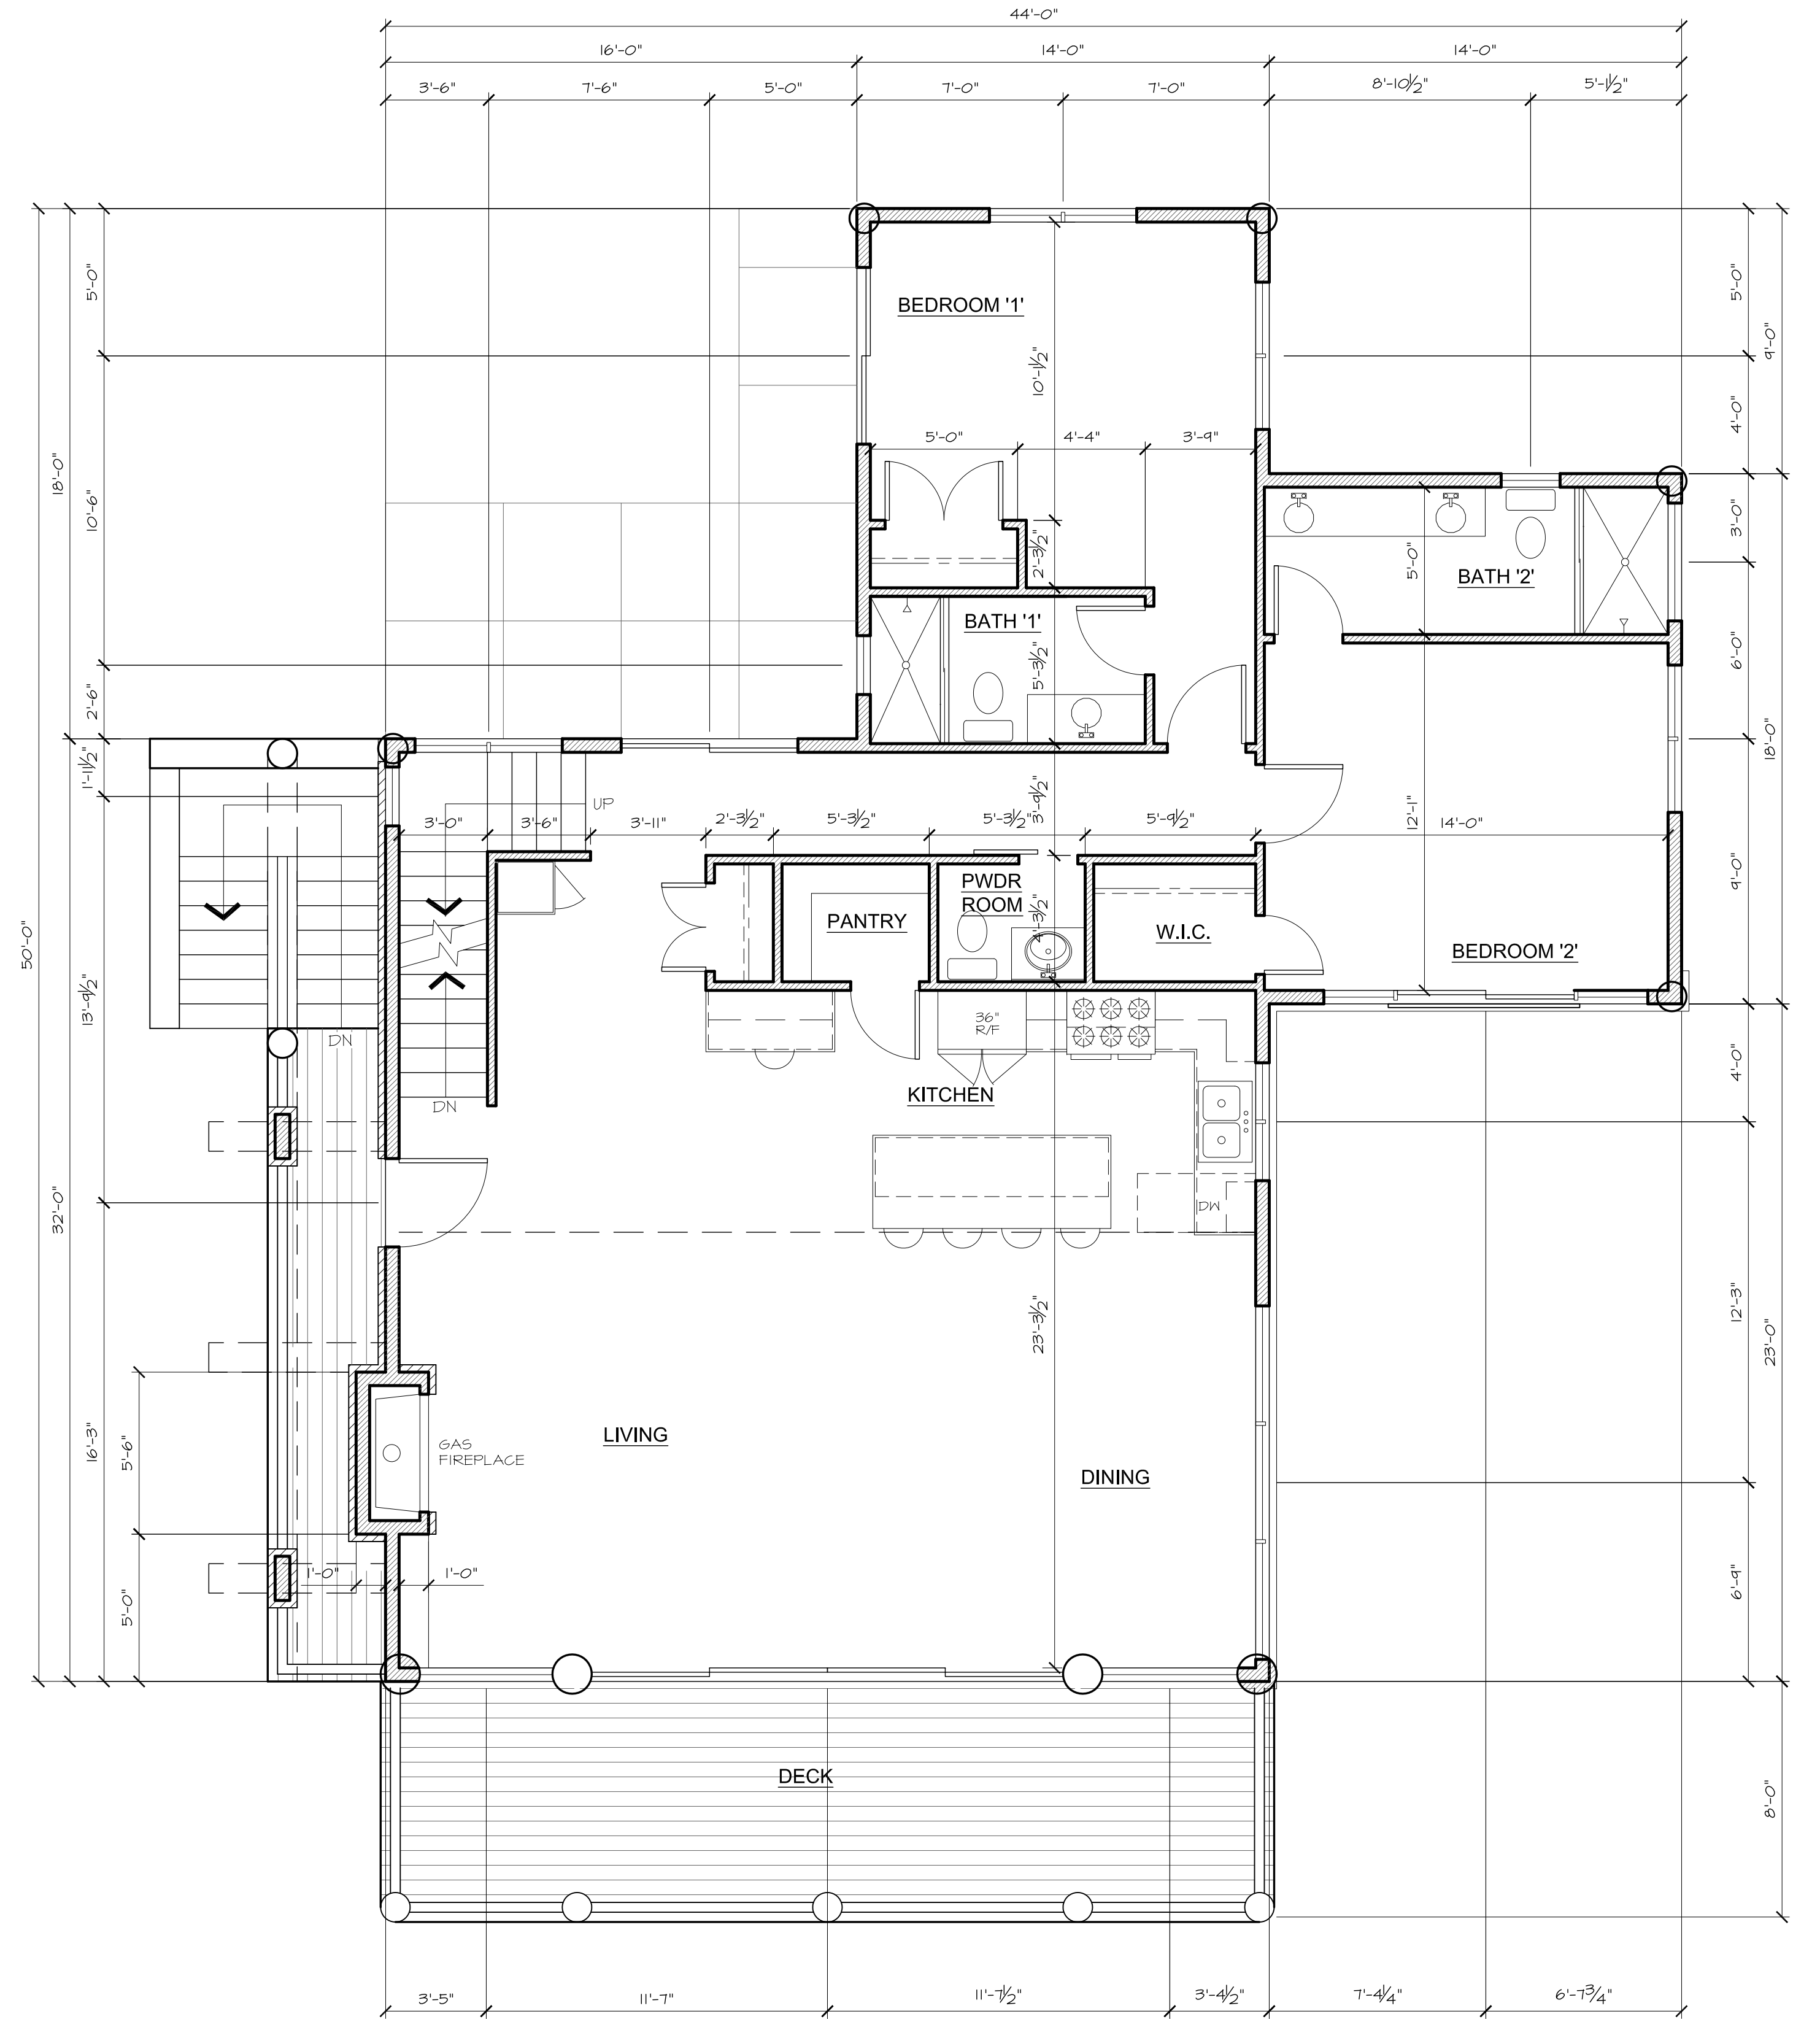 44'-0"
16'-0" 14'-0" 14'-0"
3'-6" 7'-6" 5'-0" 7'-0" 7'-0" 8'-10½" 5'-1½"
5'-0"
10'-6"
2'-6"
18'-0"
1'-11½"
50'-0"
13'-9½"
32'-0"
16'-3"
5'-6"
5'-0"
5'-0"
9'-0"
4'-0"
3'-0"
6'-0"
18'-0"
9'-0"
4'-0"
12'-3"
23'-0"
6'-9"
8'-0"
BEDROOM '1'
10'-1½"
5'-0" 4'-4" 3'-9"
2'-3½"
BATH '1'
5'-3½"
5'-0"
BATH '2'
UP
3'-9½"
3'-0" 3'-6" 3'-11" 2'-3½" 5'-3½" 5'-3½" 5'-9½" 14'-0"
12'-1"
PWDR
ROOM
4'-3½"
PANTRY
W.I.C.
BEDROOM '2'
36"
R/F
DN
DN
KITCHEN
DW
23'-3½"
LIVING
GAS
FIREPLACE
DINING
1'-0" 1'-0"
DECK
3'-5" 11'-7" 11'-7½" 3'-4½" 7'-4¼" 6'-7¾"